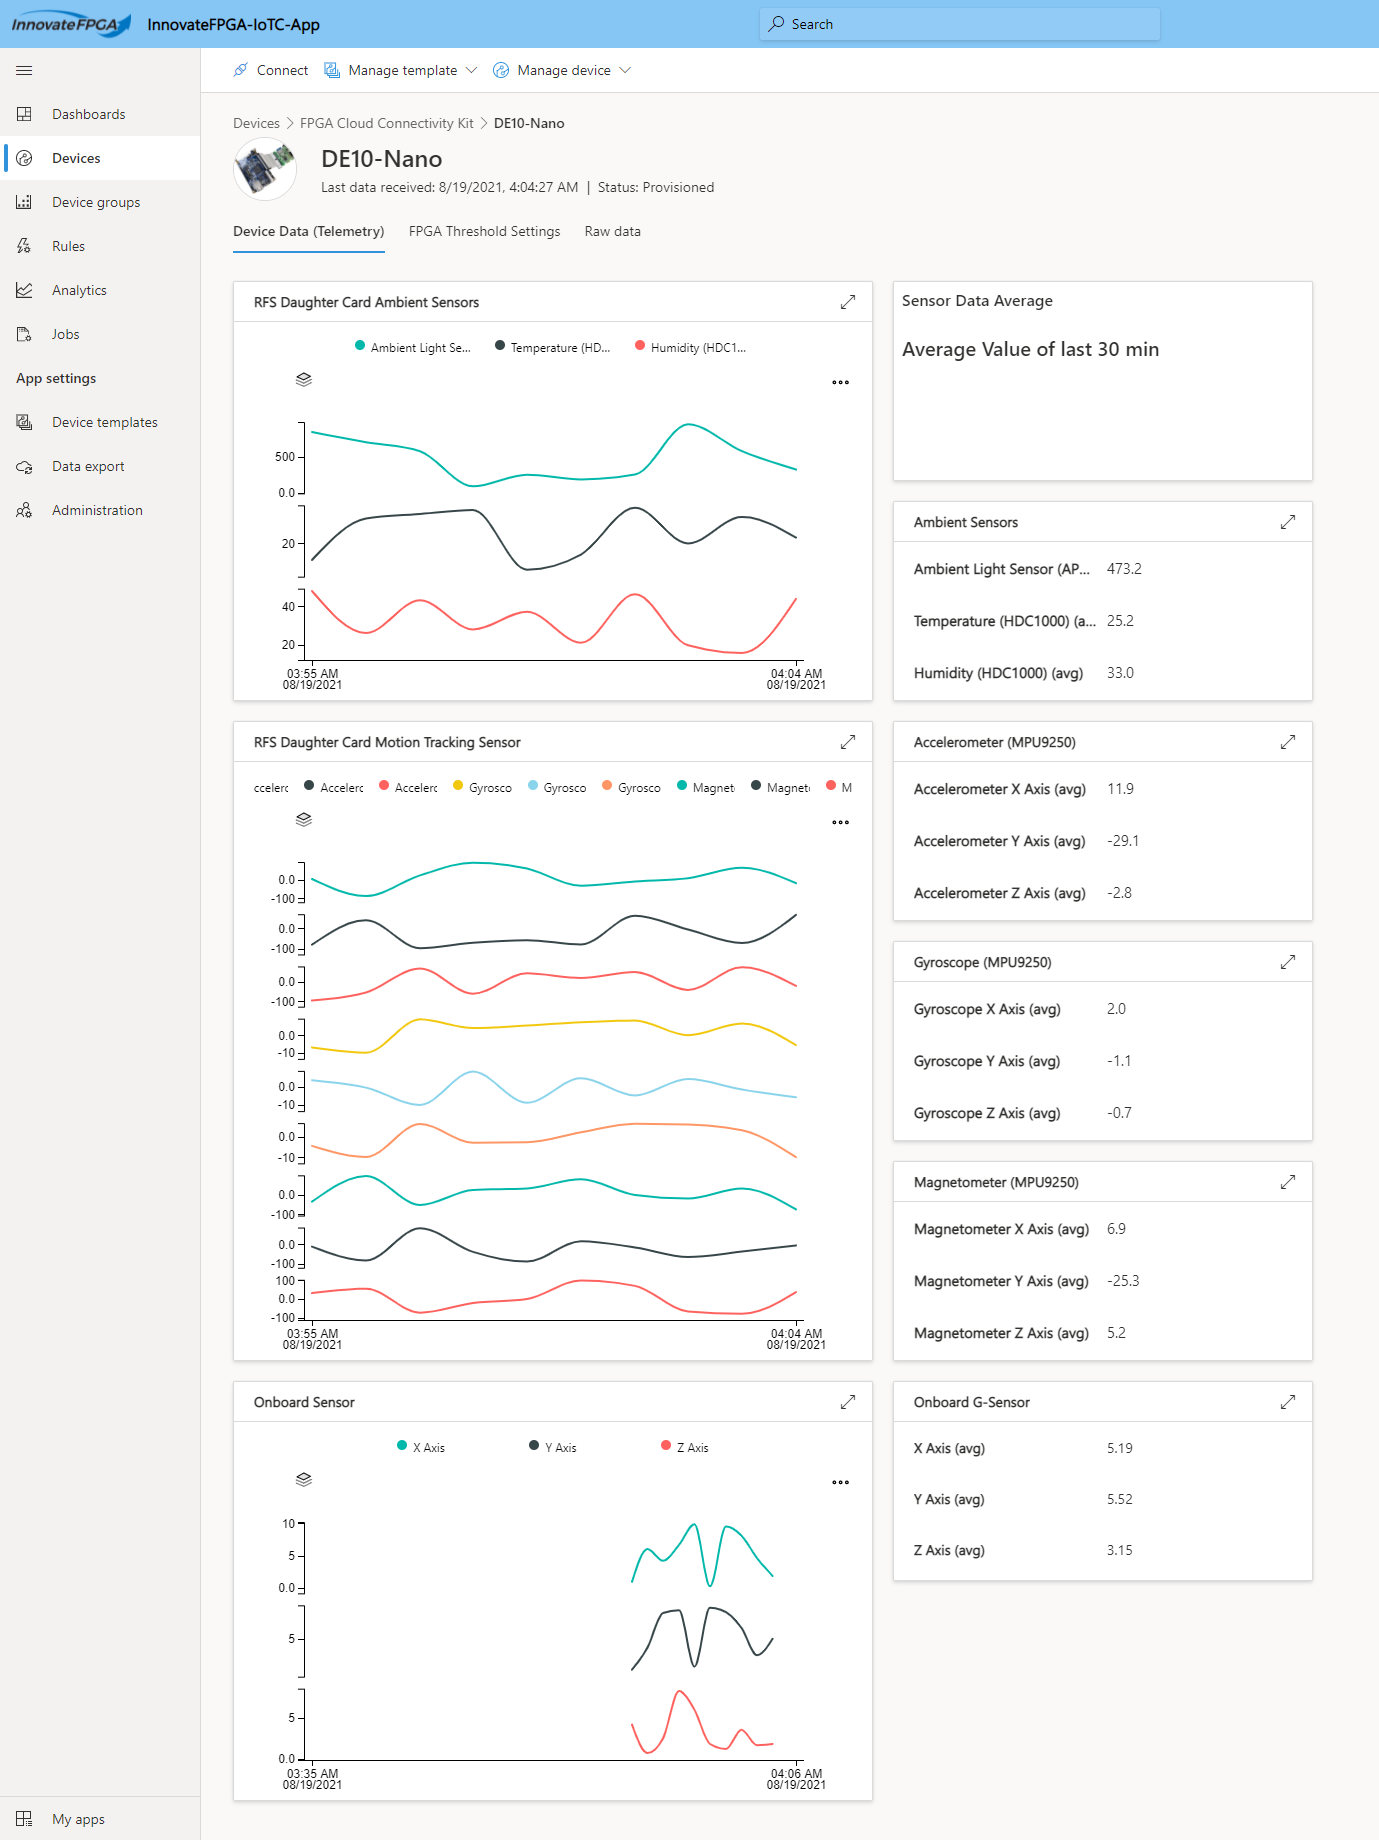 InnovateFPGA
InnovateFPGA-IoTC-App
Search
Connect
Manage template
Manage device
Dashboards
Devices
Device groups
Rules
Analytics
Jobs
App settings
Device templates
Data export
Administration
My apps
Devices > FPGA Cloud Connectivity Kit > DE10-Nano
DE10-Nano
Last data received: 8/19/2021, 4:04:27 AM | Status: Provisioned
Device Data (Telemetry)
FPGA Threshold Settings
Raw data
RFS Daughter Card Ambient Sensors
Ambient Light Se...
Temperature (HD...
Humidity (HDC1...
500
0.0
20
40
20
03:55 AM
08/19/2021
04:04 AM
08/19/2021
Sensor Data Average
Average Value of last 30 min
Ambient Sensors
Ambient Light Sensor (AP... 473.2
Temperature (HDC1000) (a... 25.2
Humidity (HDC1000) (avg) 33.0
RFS Daughter Card Motion Tracking Sensor
ccelerc
Accelerc
Accelerc
Gyrosco
Gyrosco
Gyrosco
Magnet
Magnet
M
0.0
-100
0.0
-100
0.0
-100
0.0
-10
0.0
-10
0.0
-10
0.0
-100
0.0
-100
100
0.0
-100
03:55 AM
08/19/2021
04:04 AM
08/19/2021
Accelerometer (MPU9250)
Accelerometer X Axis (avg) 11.9
Accelerometer Y Axis (avg) -29.1
Accelerometer Z Axis (avg) -2.8
Gyroscope (MPU9250)
Gyroscope X Axis (avg) 2.0
Gyroscope Y Axis (avg) -1.1
Gyroscope Z Axis (avg) -0.7
Magnetometer (MPU9250)
Magnetometer X Axis (avg) 6.9
Magnetometer Y Axis (avg) -25.3
Magnetometer Z Axis (avg) 5.2
Onboard Sensor
X Axis
Y Axis
Z Axis
10
5
0.0
5
5
0.0
03:35 AM
08/19/2021
04:06 AM
08/19/2021
Onboard G-Sensor
X Axis (avg) 5.19
Y Axis (avg) 5.52
Z Axis (avg) 3.15